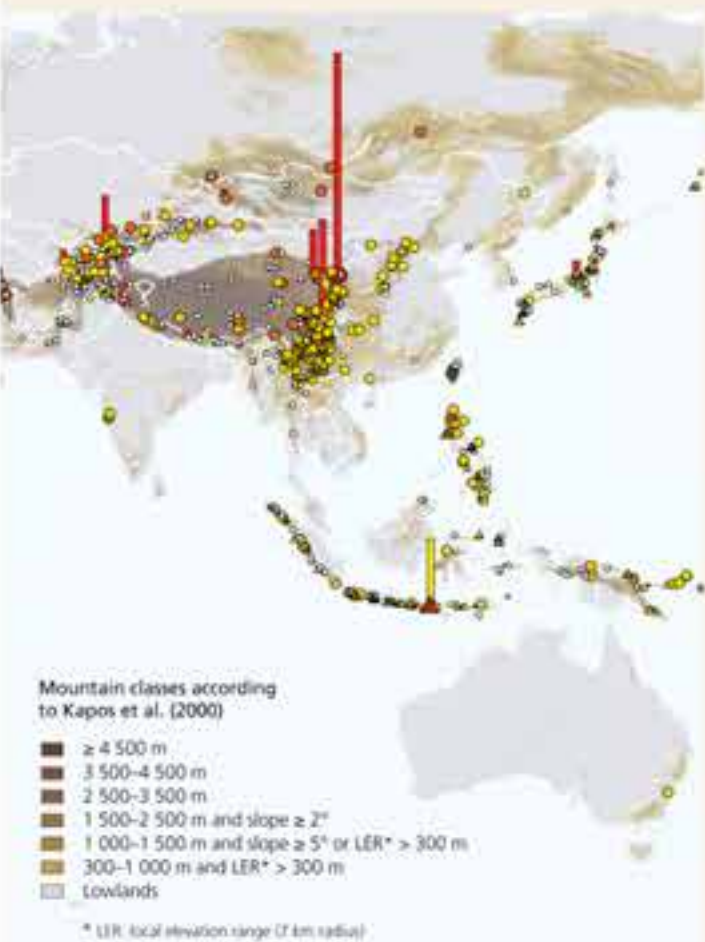 Mountain classes according
to Kapos et al. (2000)
≥ 4 500 m
3 500–4 500 m
2 500–3 500 m
1 500–2 500 m and slope ≥ 2°
1 000–1 500 m and slope ≥ 5° or LER* > 300 m
300–1 000 m and LER* > 300 m
Lowlands
* LER: local elevation range (7 km radius)